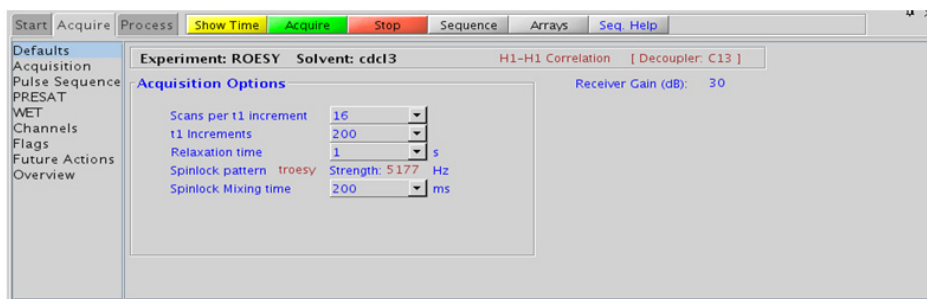 Start Acquire Process Show Time Acquire Stop Sequence Arrays Seq. Help
Defaults
Acquisition
Pulse Sequence
PRESAT
WET
Channels
Flags
Future Actions
Overview
Experiment: ROESY Solvent: cdcl3 H1-H1 Correlation [ Decoupler: C13 ]
Acquisition Options Receiver Gain (dB): 30
Scans per t1 increment 16
t1 Increments 200
Relaxation time 1 s
Spinlock pattern troesy Strength: 5177 Hz
Spinlock Mixing time 200 ms